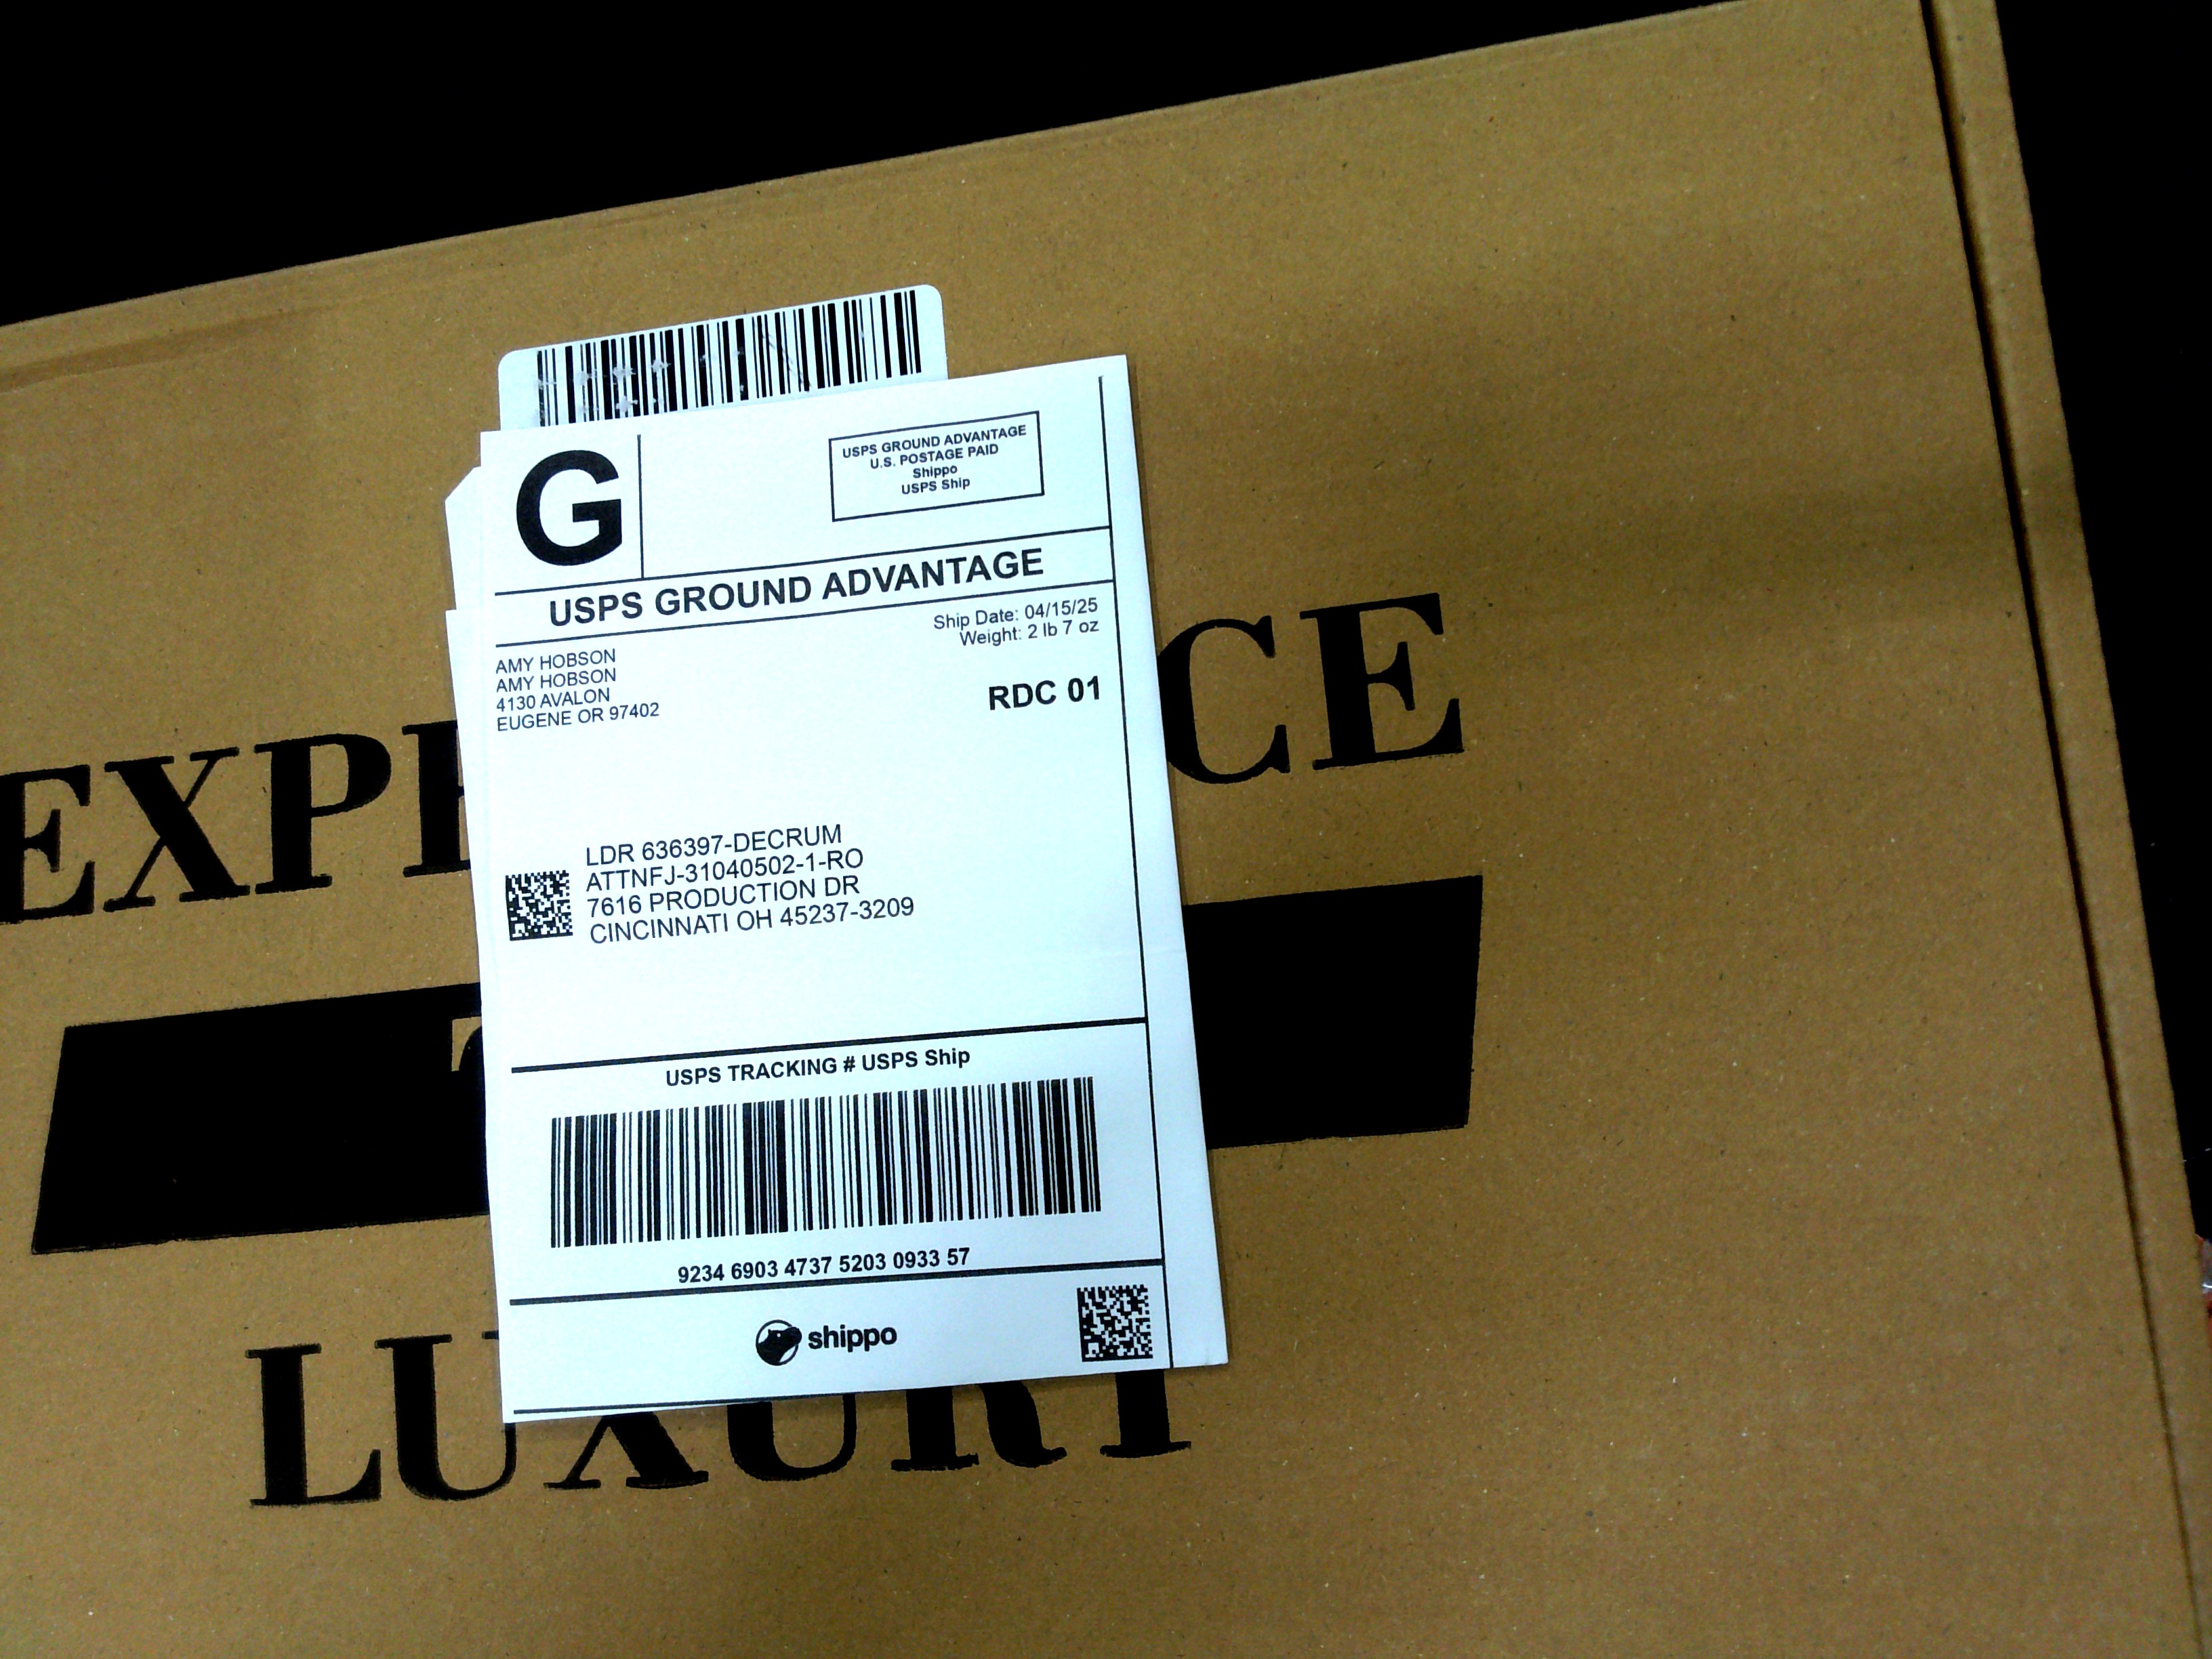 G
USPS GROUND ADVANTAGE
U.S. POSTAGE PAID
Shippo
USPS Ship
USPS GROUND ADVANTAGE
Ship Date: 04/15/25
Weight: 2 lb 7 oz
AMY HOBSON
AMY HOBSON
4130 AVALON
EUGENE OR 97402
RDC 01
LDR 636397-DECRUM
ATTNFJ-31040502-1-RO
7616 PRODUCTION DR
CINCINNATI OH 45237-3209
USPS TRACKING # USPS Ship
9234 6903 4737 5203 0933 57
shippo
LUXURY